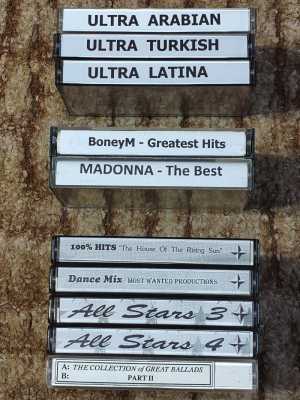 ULTRA ARABIAN
ULTRA TURKISH
ULTRA LATINA
BoneyM - Greatest Hits
MADONNA - The Best
100% HITS "The House Of The Rising Sun"
Dance Mix MOST WANTED PRODUCTIONS
All Stars 3
All Stars 4
A: THE COLLECTION of GREAT BALLADS
B: PART II